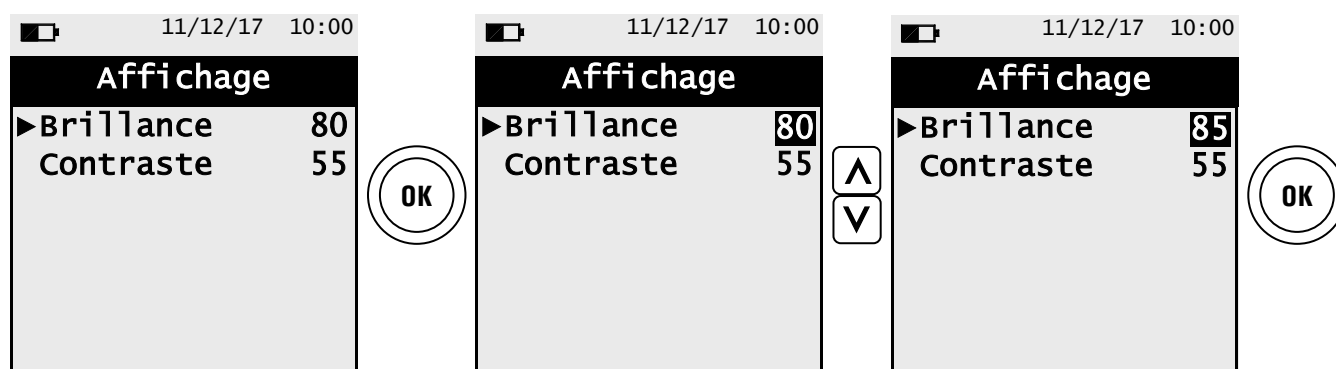 11/12/17 10:00
Affichage
▶Brillance 80
Contraste 55
OK
11/12/17 10:00
Affichage
▶Brillance 80
Contraste 55
11/12/17 10:00
Affichage
▶Brillance 85
Contraste 55
OK